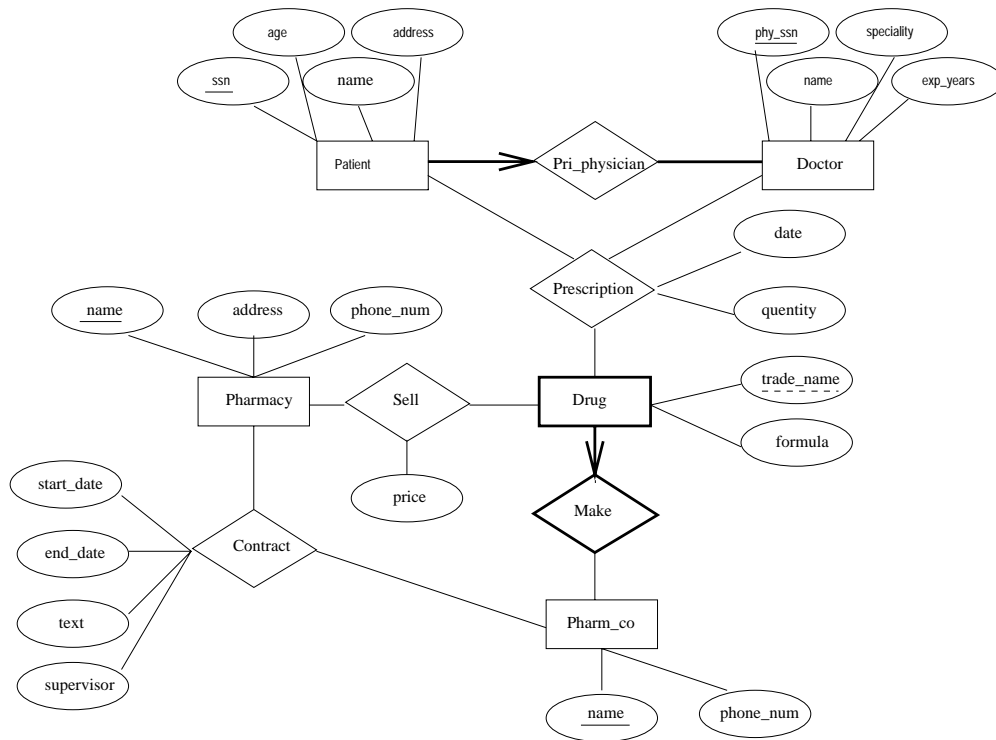 age
address
phy_ssn
speciality
ssn
name
name
exp_years
Patient
Pri_physician
Doctor
date
Prescription
name
address
phone_num
quentity
trade_name
Pharmacy
Sell
Drug
formula
start_date
price
Make
end_date
Contract
text
Pharm_co
supervisor
name
phone_num